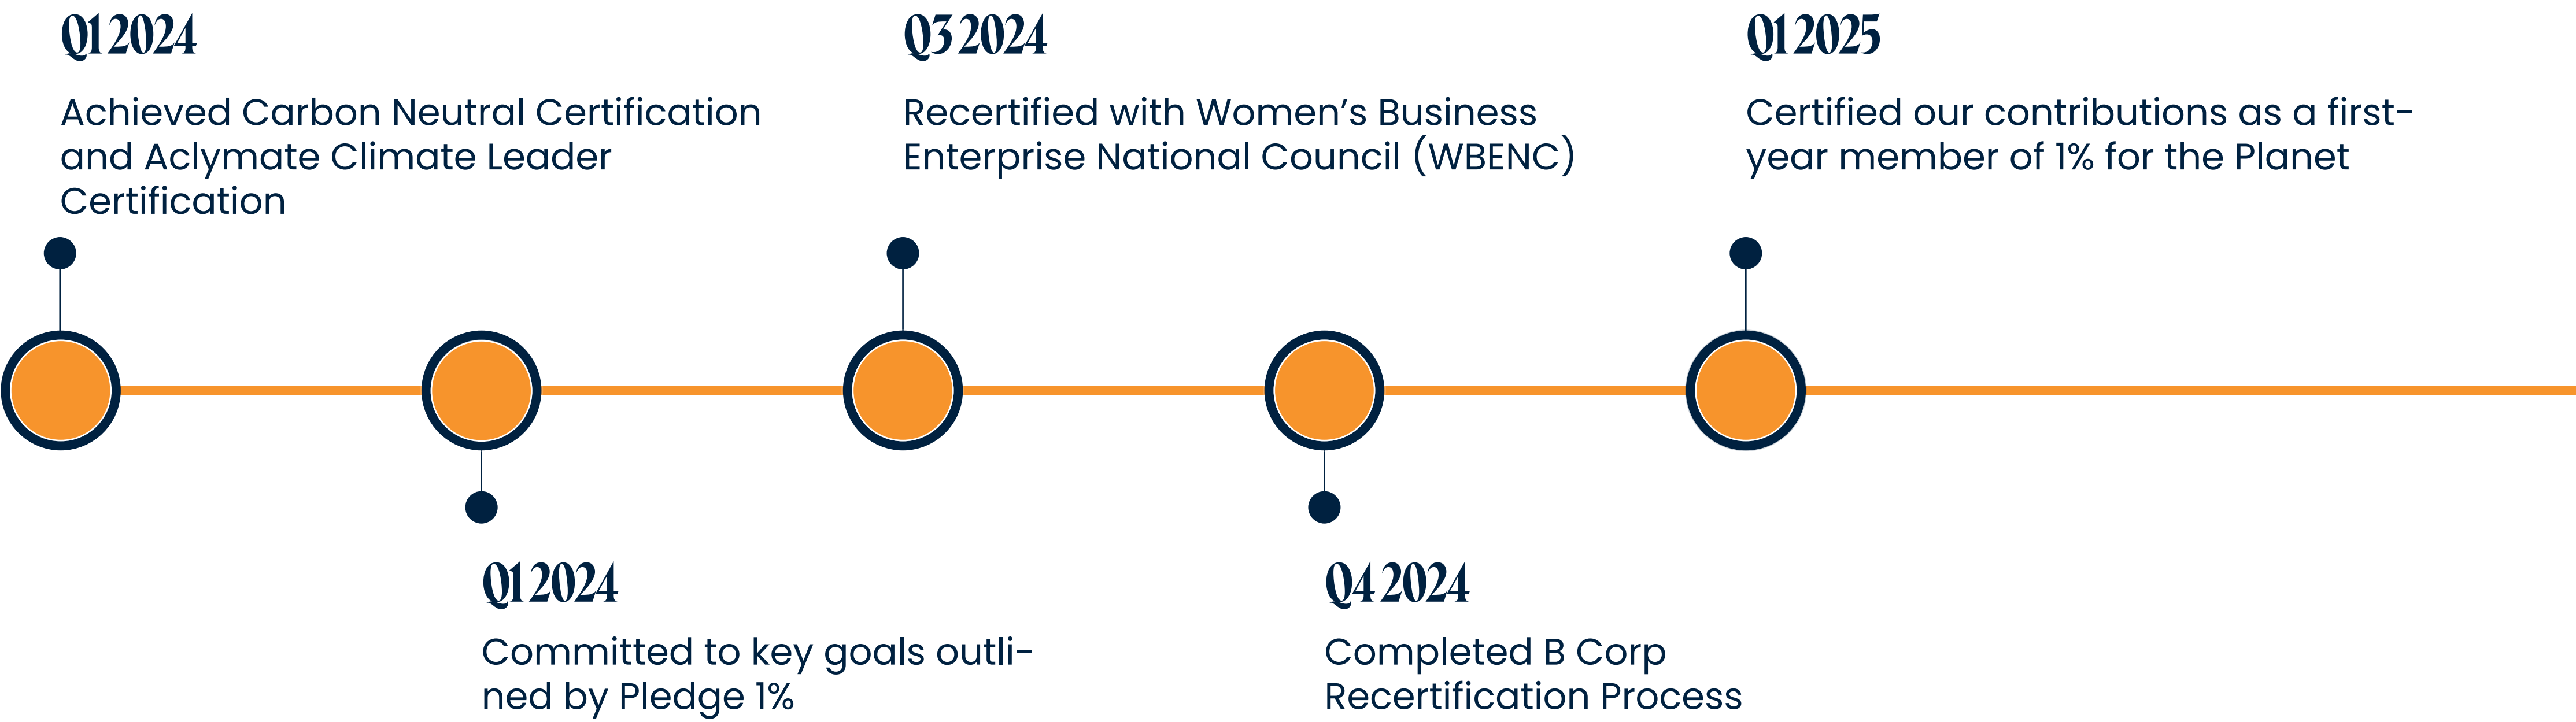 Q1 2024
Achieved Carbon Neutral Certification
and Aclymate Climate Leader
Certification
Q1 2024
Committed to key goals outli-
ned by Pledge 1%
Q3 2024
Recertified with Women’s Business
Enterprise National Council (WBENC)
Q4 2024
Completed B Corp
Recertification Process
Q1 2025
Certified our contributions as a first-
year member of 1% for the Planet